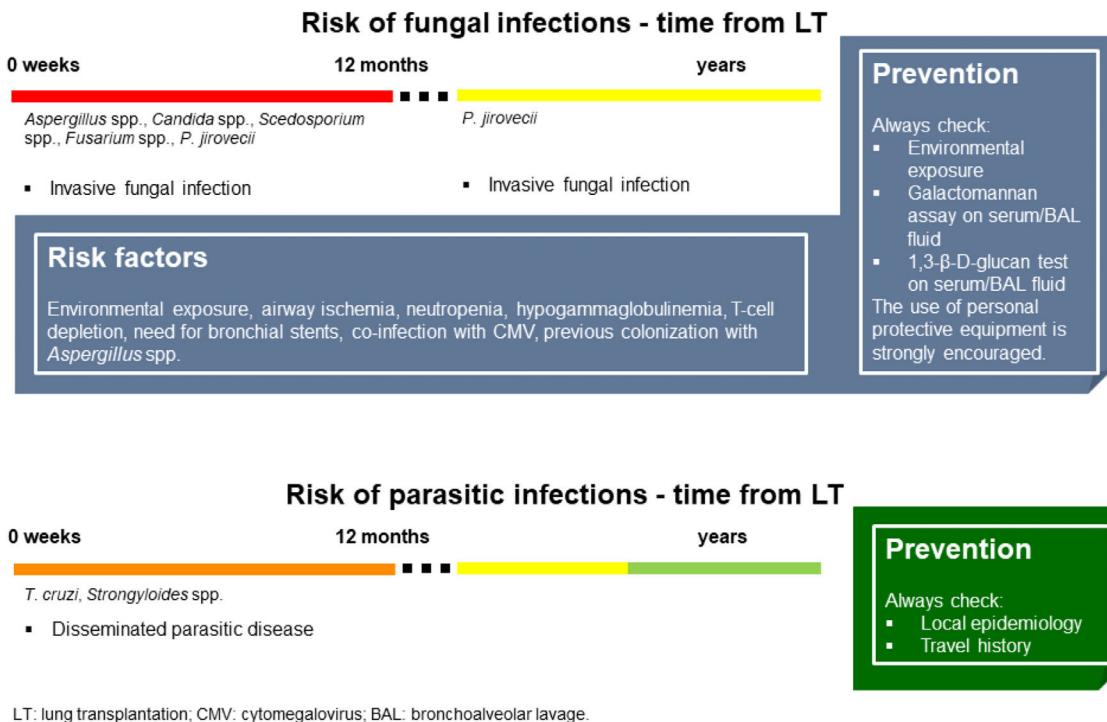 Risk of fungal infections - time from LT
0 weeks
12 months
years
Aspergillus spp., Candida spp., Scedosporium
spp., Fusarium spp., P. jirovecii
▪ Invasive fungal infection
P. jirovecii
▪ Invasive fungal infection
Risk factors
Environmental exposure, airway ischemia, neutropenia, hypogammaglobulinemia, T-cell
depletion, need for bronchial stents, co-infection with CMV, previous colonization with
Aspergillus spp.
Prevention
Always check:
▪ Environmental
exposure
▪ Galactomannan
assay on serum/BAL
fluid
▪ 1,3-β-D-glucan test
on serum/BAL fluid
The use of personal
protective equipment is
strongly encouraged.
Risk of parasitic infections - time from LT
0 weeks
12 months
years
T. cruzi, Strongyloides spp.
▪ Disseminated parasitic disease
Prevention
Always check:
▪ Local epidemiology
▪ Travel history
LT: lung transplantation; CMV: cytomegalovirus; BAL: bronchoalveolar lavage.